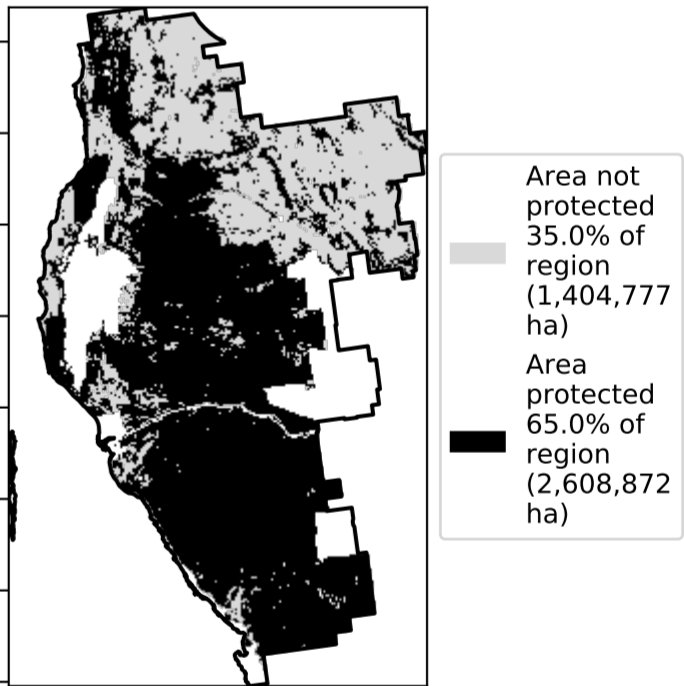 Area not
protected
35.0% of
region
(1,404,777
ha)
Area
protected
65.0% of
region
(2,608,872
ha)